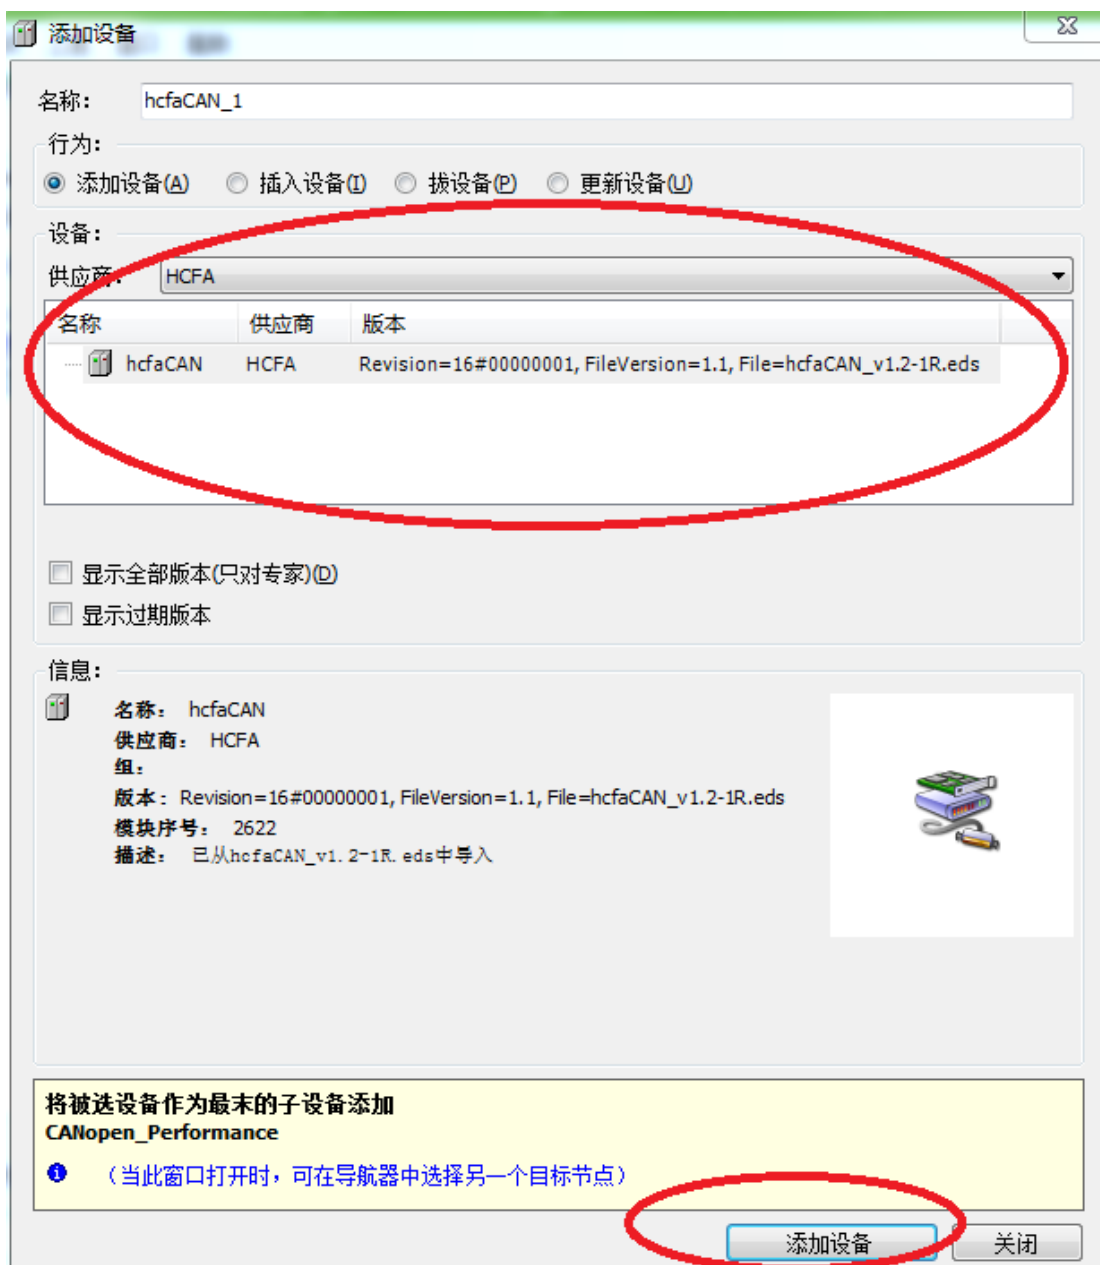 添加设备
名称： hcfaCAN_1
行为：
添加设备(A) 插入设备(I) 拔设备(P) 更新设备(U)
设备：
供应商： HCFA
名称 供应商 版本
hcfaCAN HCFA Revision=16#00000001, FileVersion=1.1, File=hcfaCAN_v1.2-1R.eds
显示全部版本(只对专家)(D)
显示过期版本
信息：
名称： hcfaCAN
供应商： HCFA
组：
版本： Revision=16#00000001, FileVersion=1.1, File=hcfaCAN_v1.2-1R.eds
模块序号： 2622
描述： 已从hcfaCAN_v1.2-1R.eds中导入
将被选设备作为最末的子设备添加
CANopen_Performance
（当此窗口打开时，可在导航器中选择另一个目标节点）
添加设备 关闭